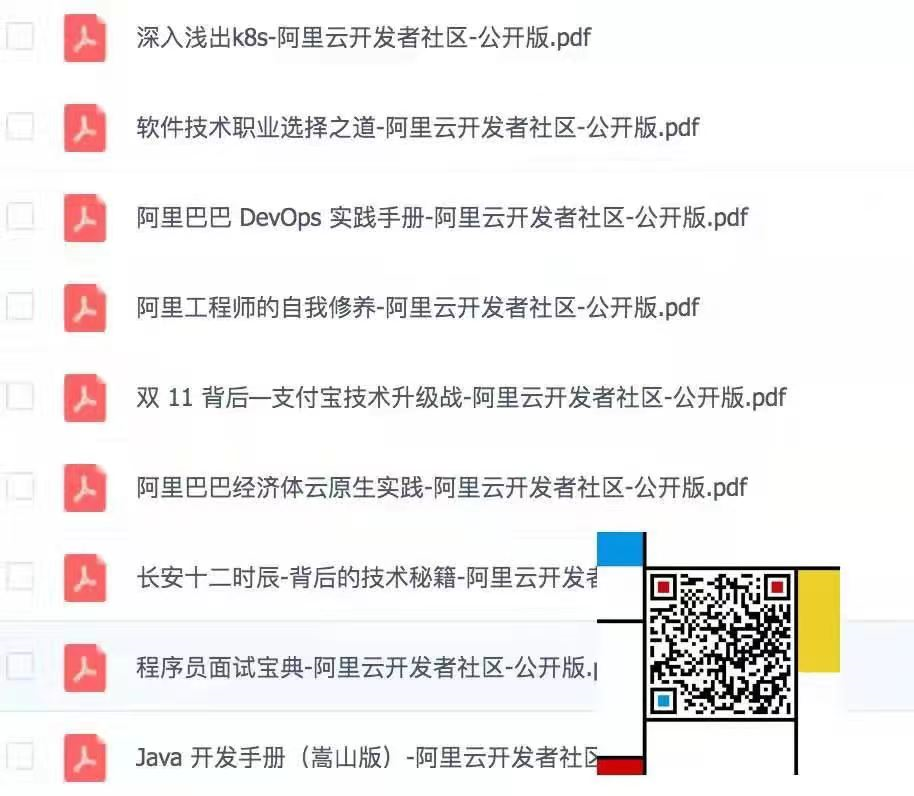 深入浅出k8s-阿里云开发者社区-公开版.pdf
软件技术职业选择之道-阿里云开发者社区-公开版.pdf
阿里巴巴 DevOps 实践手册-阿里云开发者社区-公开版.pdf
阿里工程师的自我修养-阿里云开发者社区-公开版.pdf
双 11 背后—支付宝技术升级战-阿里云开发者社区-公开版.pdf
阿里巴巴经济体云原生实践-阿里云开发者社区-公开版.pdf
长安十二时辰-背后的技术秘籍-阿里云开发
程序员面试宝典-阿里云开发者社区-公开版.
Java 开发手册（嵩山版）-阿里云开发者社